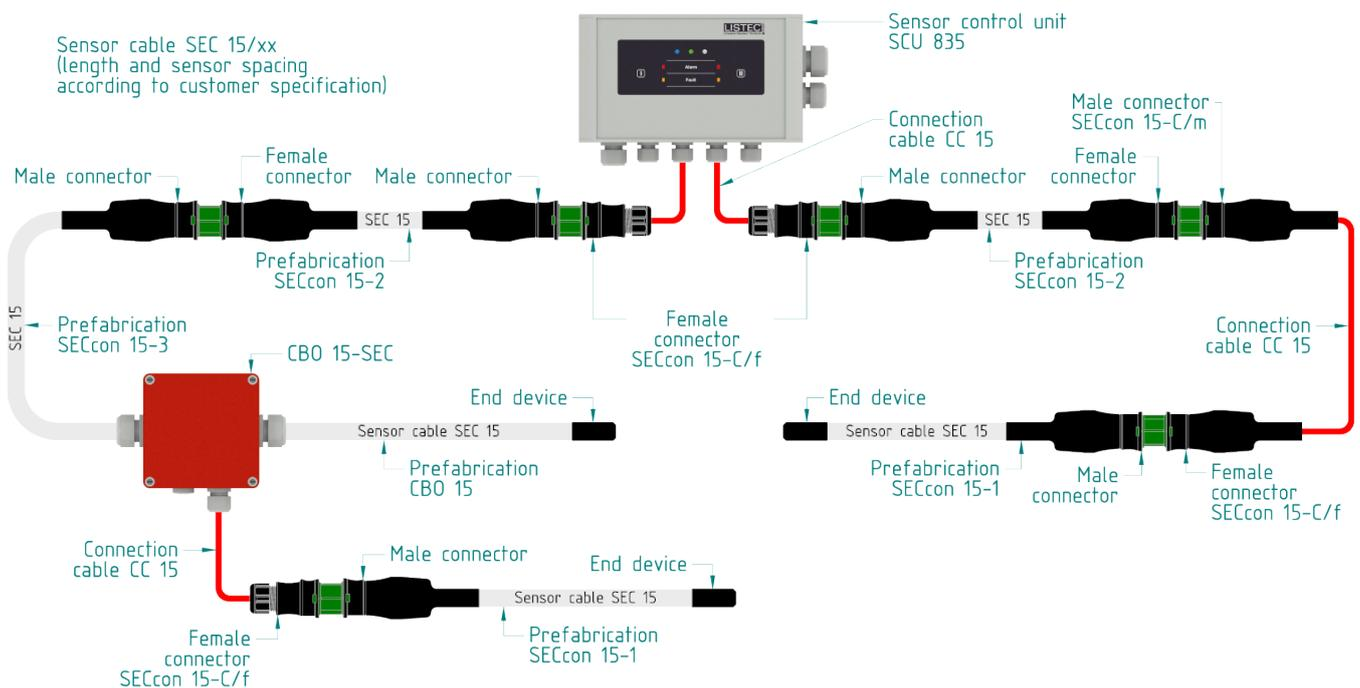 Sensor cable SEC 15/xx
(length and sensor spacing
according to customer specification)
LISTEC
Alarm
Fault
I
II
Sensor control unit
SCU 835
Connection
cable CC 15
Male connector
SECcon 15-C/m
Male connector
Female
connector
Male connector
Male connector
Female
connector
SEC 15
SEC 15
Prefabrication
SECcon 15-2
Prefabrication
SECcon 15-2
SEC 15
Prefabrication
SECcon 15-3
Female
connector
SECcon 15-C/f
Connection
cable CC 15
CBO 15-SEC
End device
Sensor cable SEC 15
Prefabrication
CBO 15
End device
Sensor cable SEC 15
Prefabrication
SECcon 15-1
Male
connector
Female
connector
SECcon 15-C/f
Connection
cable CC 15
Male connector
End device
Sensor cable SEC 15
Female
connector
SECcon 15-C/f
Prefabrication
SECcon 15-1